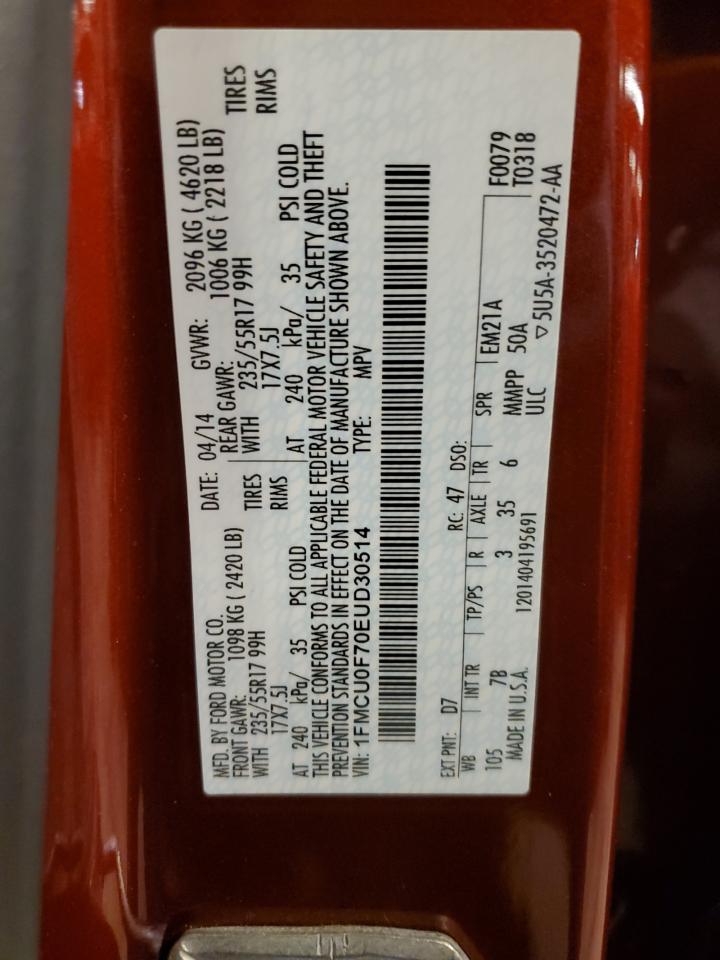 MFD. BY FORD MOTOR CO. DATE: 04/14 GVWR: 2096 KG ( 4620 LB)
FRONT GAWR: 1098 KG ( 2420 LB) REAR GAWR: 1006 KG ( 2218 LB)
WITH 235/55R17 99H TIRES WITH 235/55R17 99H TIRES
17X7.5J RIMS 17X7.5J RIMS
AT 240 kPa/ 35 PSI COLD AT 240 kPa/ 35 PSI COLD
THIS VEHICLE CONFORMS TO ALL APPLICABLE FEDERAL MOTOR VEHICLE SAFETY AND THEFT
PREVENTION STANDARDS IN EFFECT ON THE DATE OF MANUFACTURE SHOWN ABOVE.
VIN: 1FMCU0F70EUD30514 TYPE: MPV
EXT PNT: D7 RC: 47 DSO:
WB INT TR TP/PS R AXLE TR SPR EM21A F0079
105 7B 3 35 6 MMPP 50A T0318
MADE IN U.S.A. 1201404195691 ULC ▽5U5A-3520472-AA